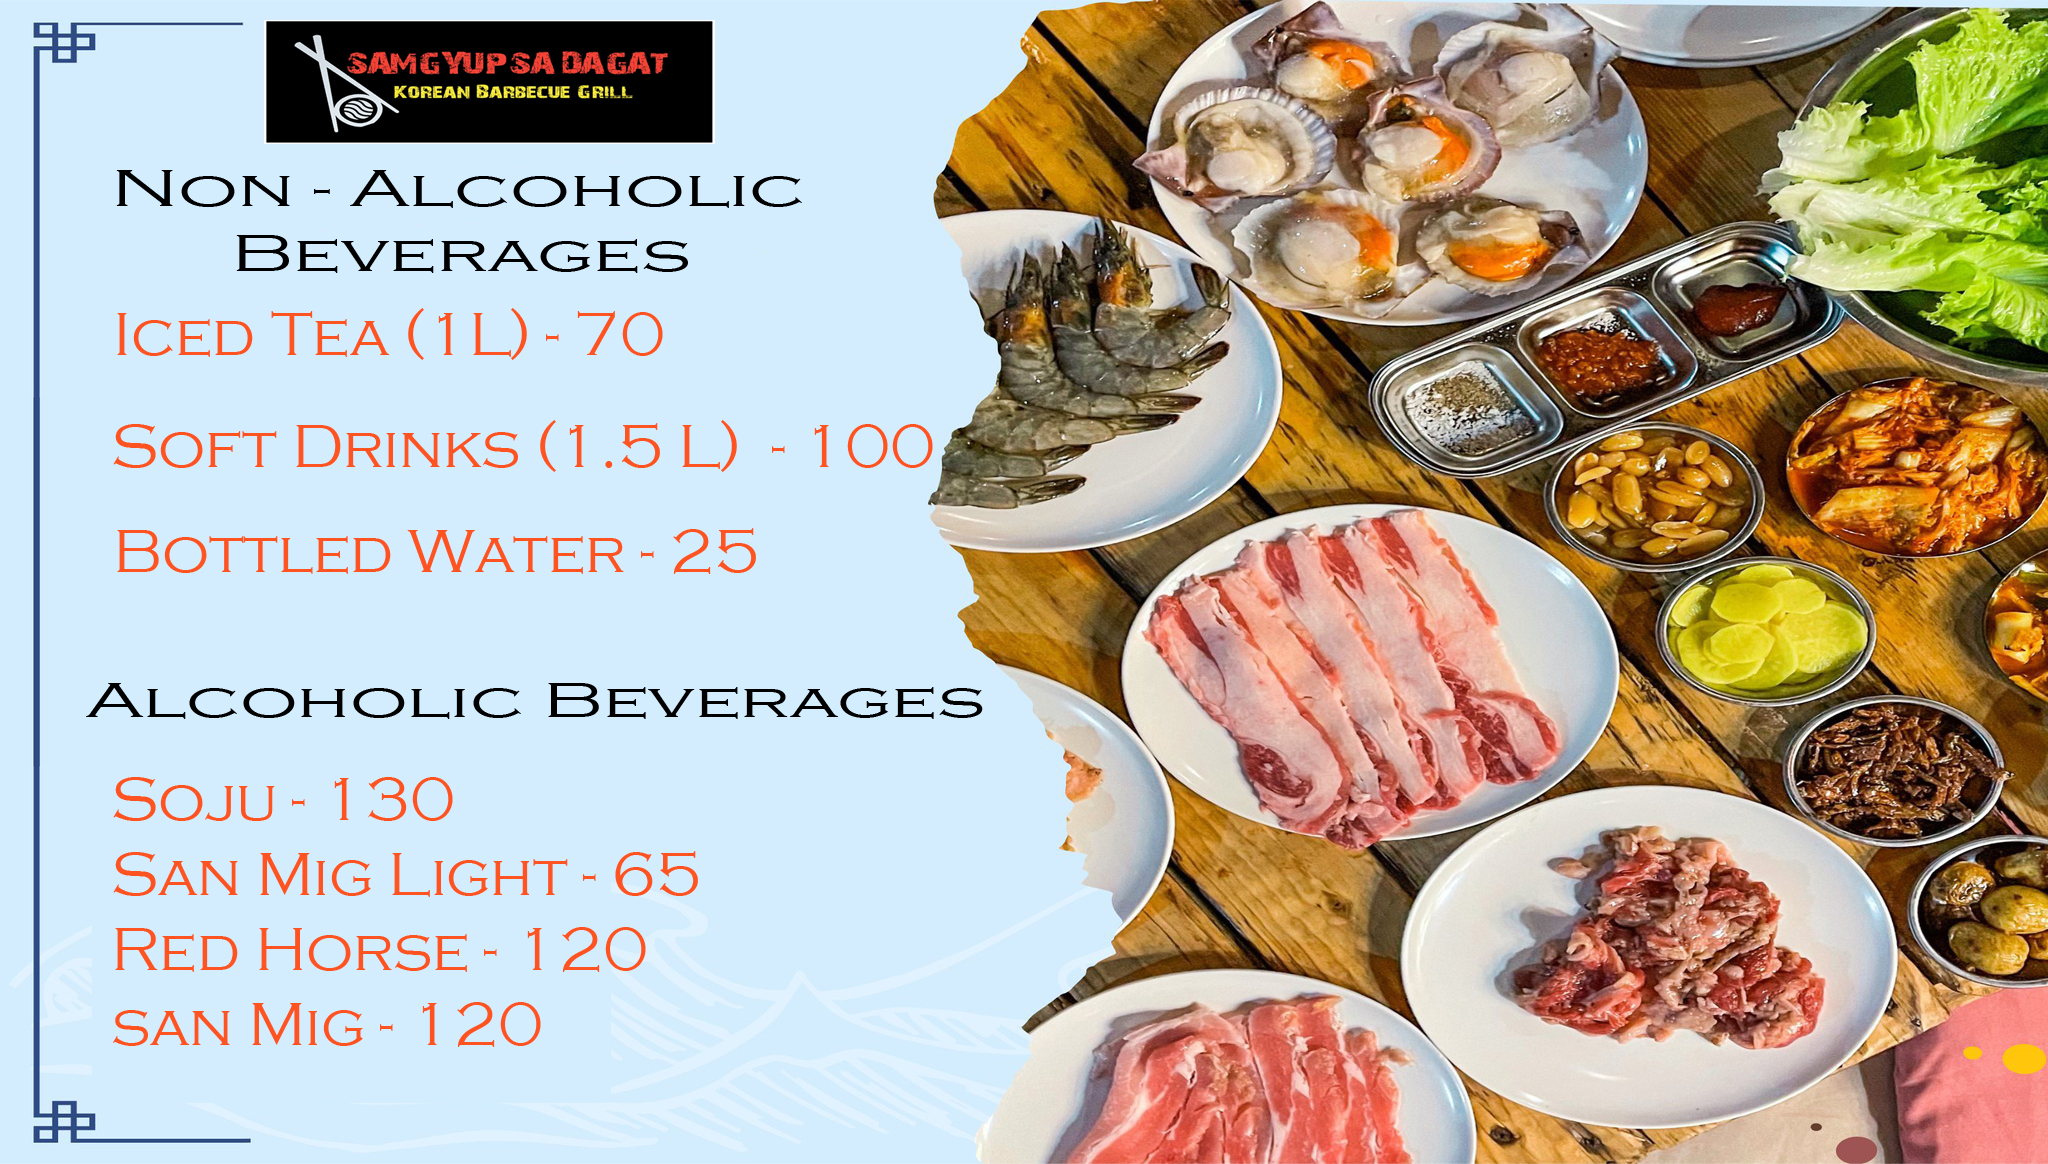 SAMGYUP SA DAGAT
KOREAN BARBECUE GRILL
NON - ALCOHOLIC
BEVERAGES
ICED TEA (1L) - 70
SOFT DRINKS (1.5 L) - 100
BOTTLED WATER - 25
ALCOHOLIC BEVERAGES
SOJU - 130
SAN MIG LIGHT - 65
RED HORSE - 120
SAN MIG - 120